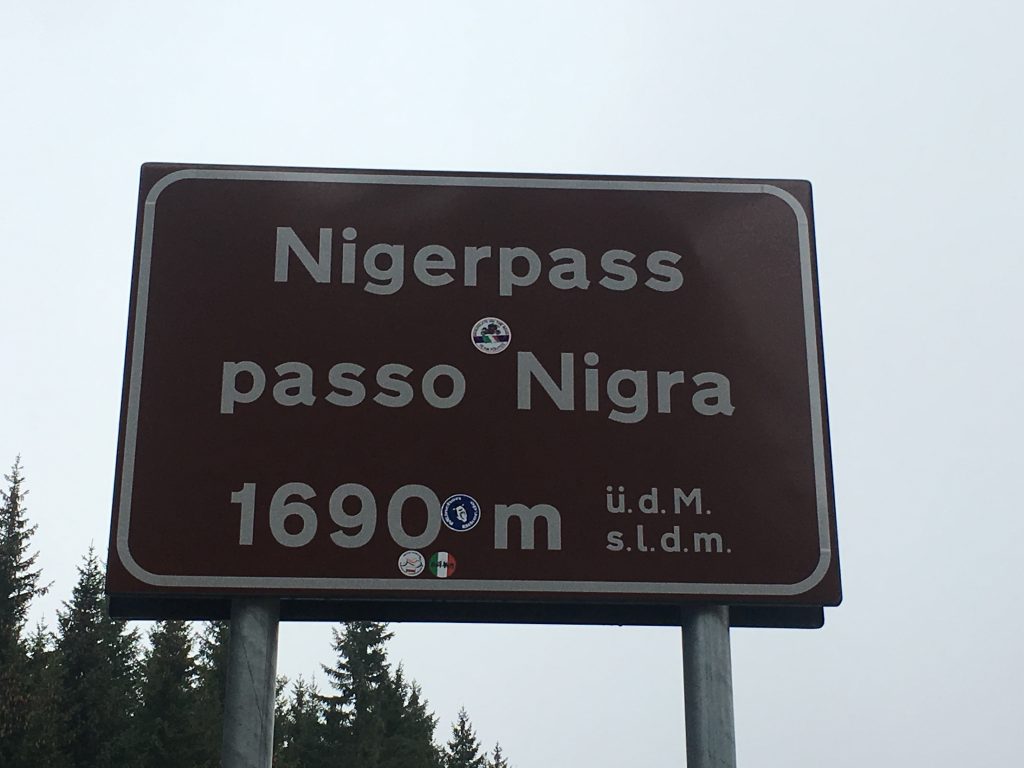 Nigerpass
passo Nigra
1690 m
ü.d.M.
s.l.d.m.